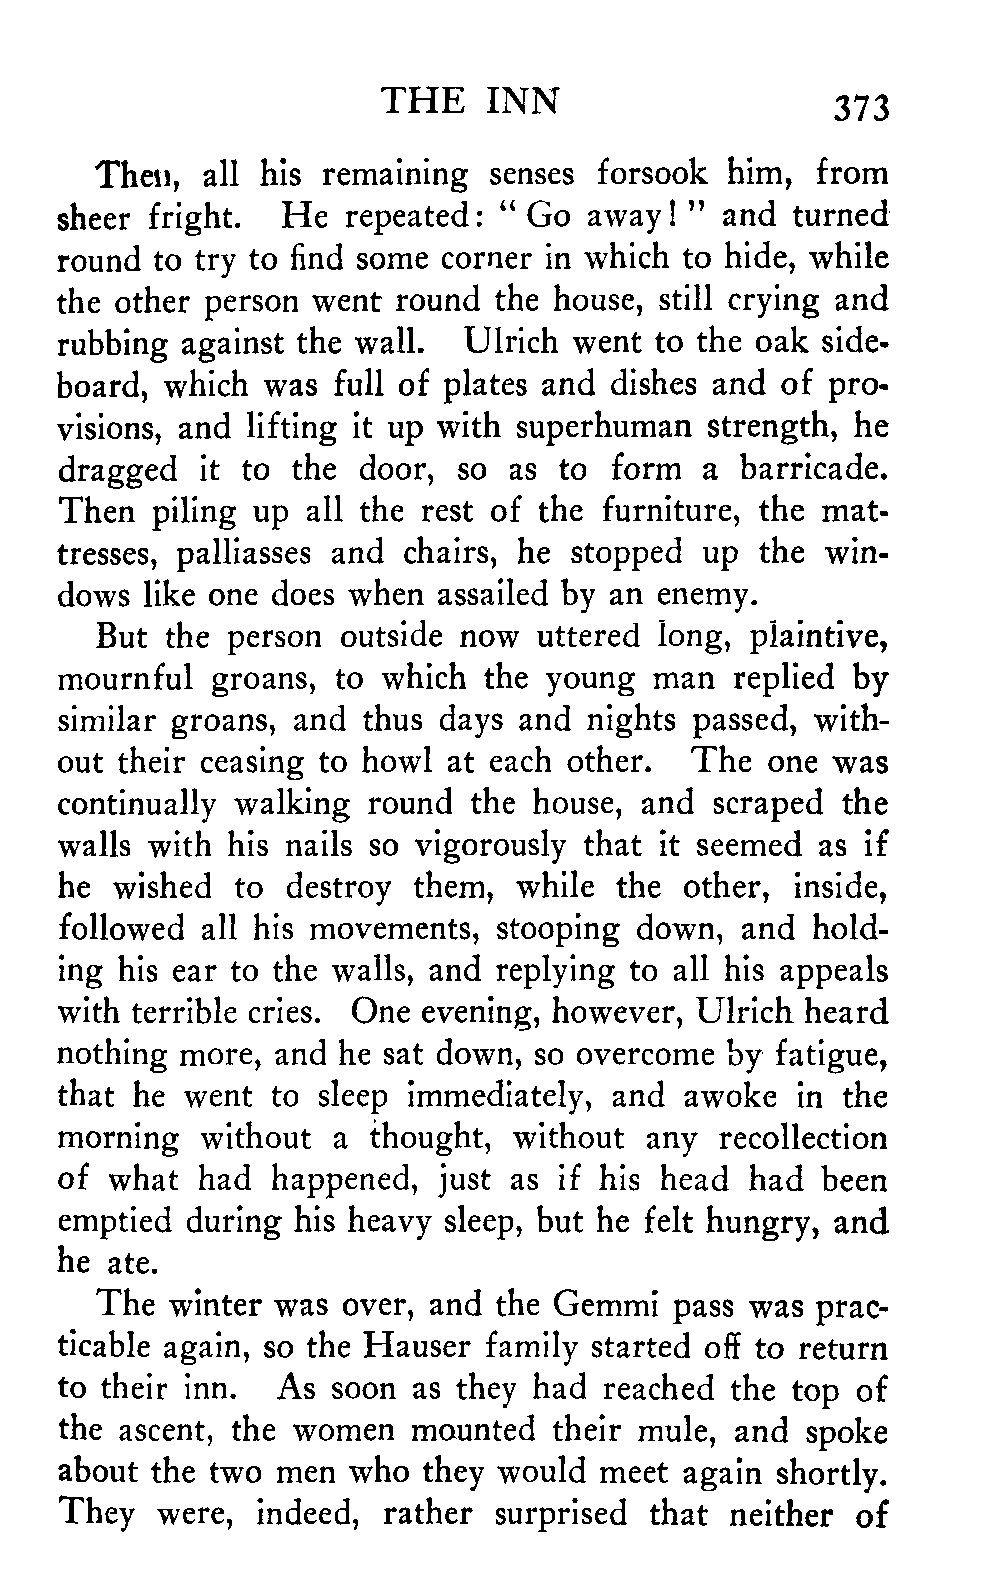 THE INN 373
Then, all his remaining senses forsook him, from
sheer fright. He repeated: “ Go away! ” and turned
round to try to find some corner in which to hide, while
the other person went round the house, still crying and
rubbing against the wall. Ulrich went to the oak side-
board, which was full of plates and dishes and of pro-
visions, and lifting it up with superhuman strength, he
dragged it to the door, so as to form a barricade.
Then piling up all the rest of the furniture, the mat-
tresses, palliasses and chairs, he stopped up the win-
dows like one does when assailed by an enemy.
But the person outside now uttered long, plaintive,
mournful groans, to which the young man replied by
similar groans, and thus days and nights passed, with-
out their ceasing to howl at each other. The one was
continually walking round the house, and scraped the
walls with his nails so vigorously that it seemed as if
he wished to destroy them, while the other, inside,
followed all his movements, stooping down, and hold-
ing his ear to the walls, and replying to all his appeals
with terrible cries. One evening, however, Ulrich heard
nothing more, and he sat down, so overcome by fatigue,
that he went to sleep immediately, and awoke in the
morning without a thought, without any recollection
of what had happened, just as if his head had been
emptied during his heavy sleep, but he felt hungry, and
he ate.
The winter was over, and the Gemmi pass was prac-
ticable again, so the Hauser family started off to return
to their inn. As soon as they had reached the top of
the ascent, the women mounted their mule, and spoke
about the two men who they would meet again shortly.
They were, indeed, rather surprised that neither of